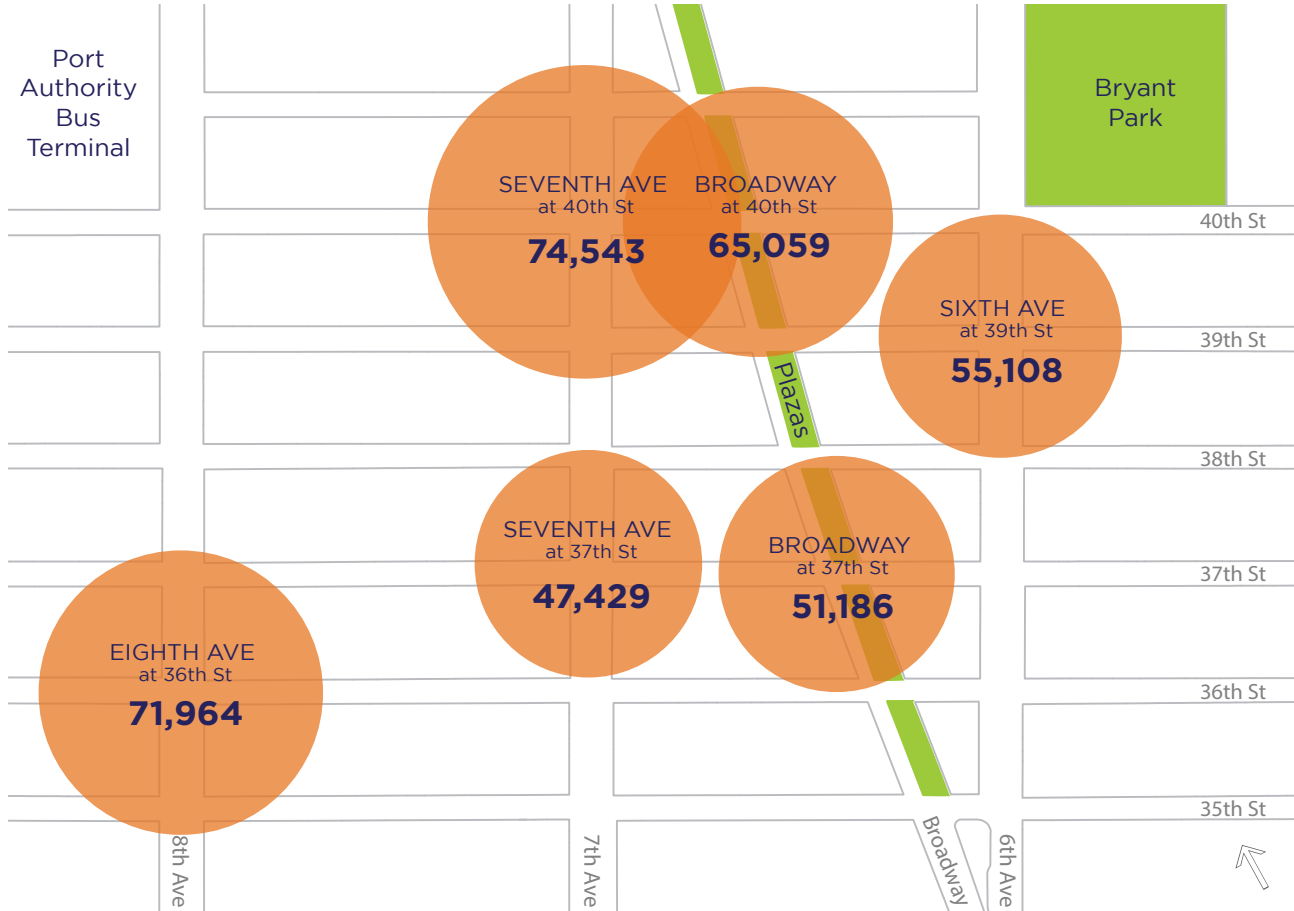 Port
Authority
Bus
Terminal
Bryant
Park
SEVENTH AVE
at 40th St
74,543
BROADWAY
at 40th St
65,059
40th St
SIXTH AVE
at 39th St
55,108
39th St
Plazas
38th St
SEVENTH AVE
at 37th St
47,429
BROADWAY
at 37th St
51,186
37th St
EIGHTH AVE
at 36th St
71,964
36th St
35th St
8th Ave
7th Ave
Broadway
6th Ave